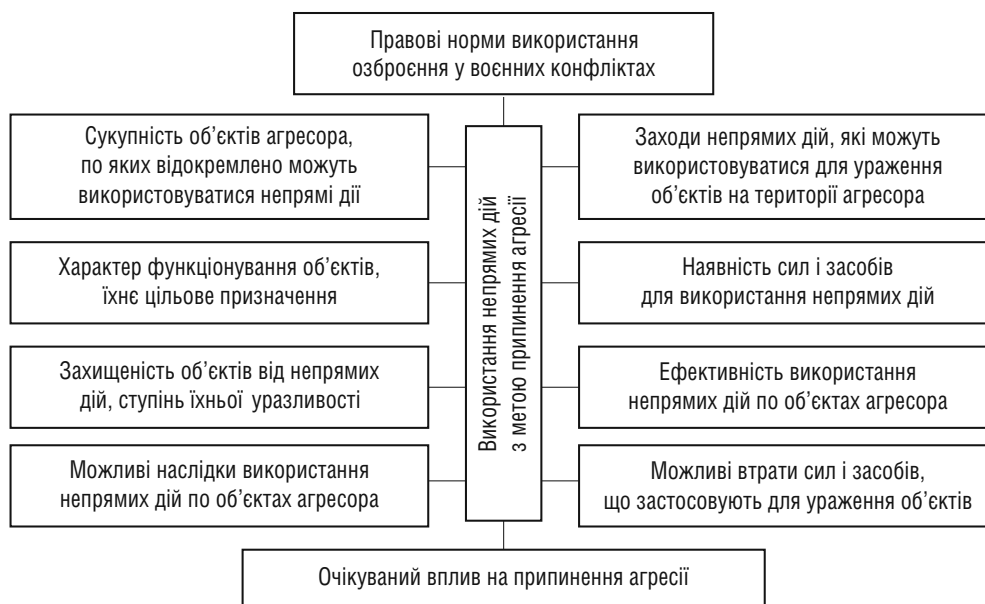 Правові норми використання
озброєння у воєнних конфліктах
Сукупність об’єктів агресора,
по яких відокремлено можуть
використовуватися непрямі дії
Характер функціонування об’єктів,
їхнє цільове призначення
Захищеність об’єктів від непрямих
дій, ступінь їхньої уразливості
Можливі наслідки використання
непрямих дій по об’єктах агресора
Використання непрямих дій
з метою припинення агресії
Заходи непрямих дій, які можуть
використовуватися для ураження
об’єктів на території агресора
Наявність сил і засобів
для використання непрямих дій
Ефективність використання
непрямих дій по об’єктах агресора
Можливі втрати сил і засобів,
що застосовують для ураження об’єктів
Очікуваний вплив на припинення агресії